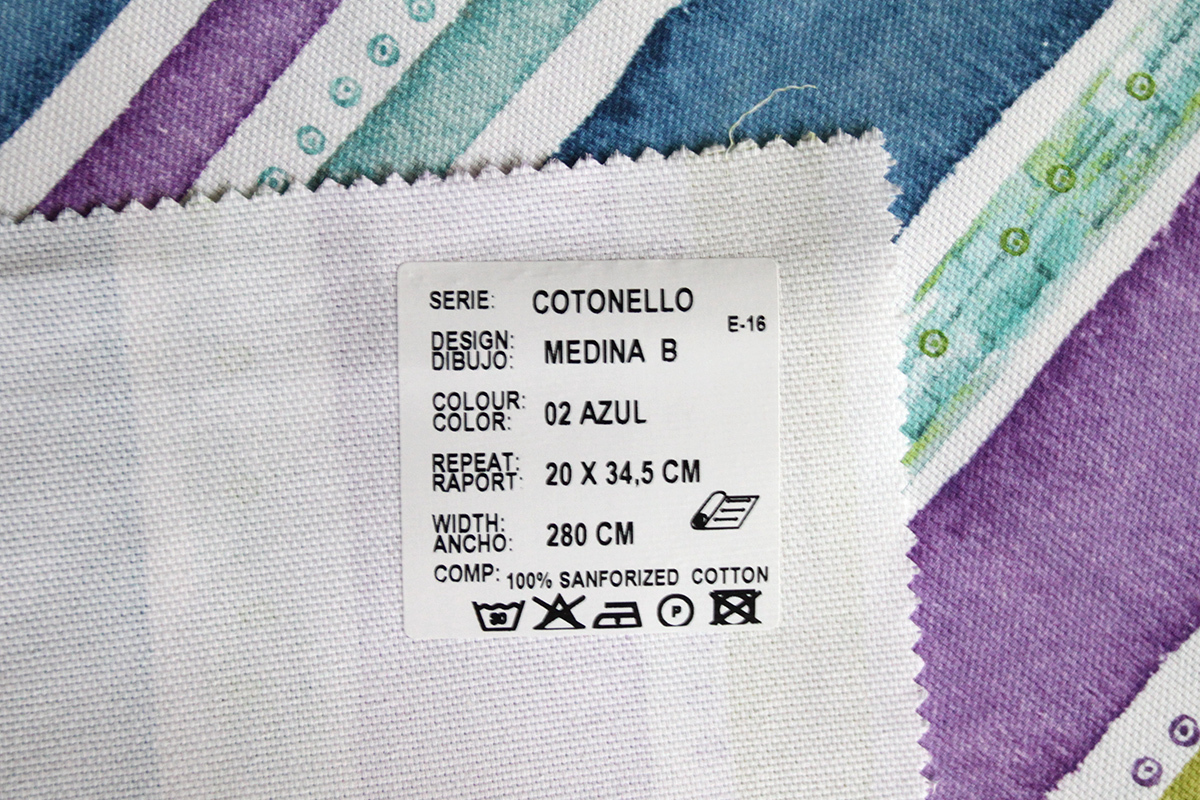 SERIE: COTONELLO
E-16
DESIGN: MEDINA B
DIBUJO:
COLOUR: 02 AZUL
COLOR:
REPEAT: 20 X 34,5 CM
RAPORT:
WIDTH: 280 CM
ANCHO:
COMP: 100% SANFORIZED COTTON
30 P